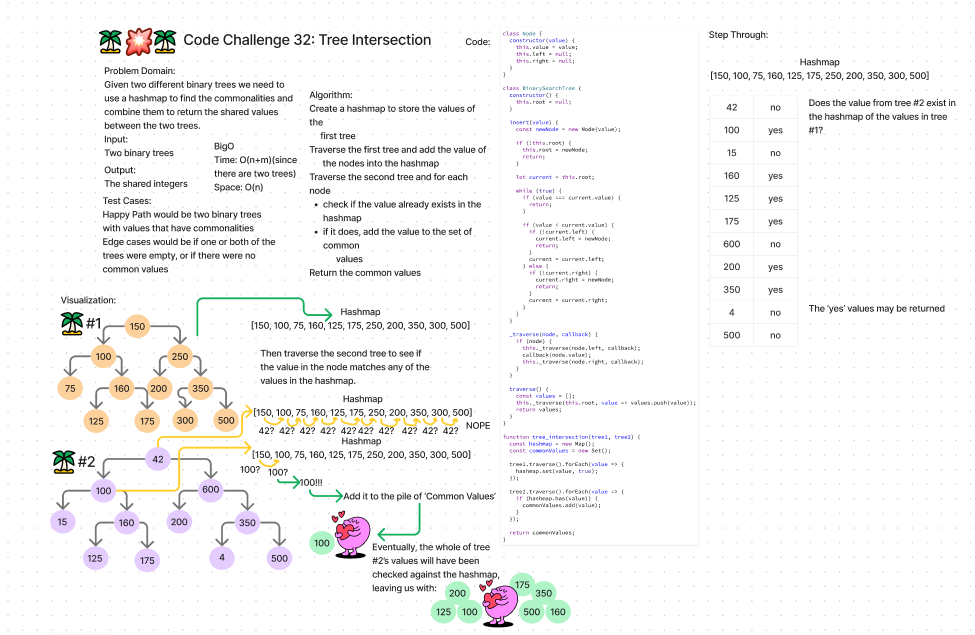 Code Challenge 32: Tree Intersection
Problem Domain:
Given two different binary trees we need to
use a hashmap to find the commonalities and
combine them to return the shared values
between the two trees.
Input:
Two binary trees
Output:
The shared integers
BigO
Time: O(n+m)(since
there are two trees)
Space: O(n)
Test Cases:
Happy Path would be two binary trees
with values that have commonalities
Edge cases would be if one or both of the
trees were empty, or if there were no
common values
Algorithm:
Create a hashmap to store the values of
the
first tree
Traverse the first tree and add the value of
the nodes into the hashmap
Traverse the second tree and for each
node
• check if the value already exists in the
hashmap
• if it does, add the value to the set of
common
values
Return the common values
Code:
class Node {
constructor(value) {
this.value = value;
this.left = null;
this.right = null;
}
}
class BinarySearchTree {
constructor() {
this.root = null;
}
insert(value) {
const newNode = new Node(value);
if (!this.root) {
this.root = newNode;
return;
}
let current = this.root;
while (true) {
if (value === current.value) {
return;
}
if (value < current.value) {
if (!current.left) {
current.left = newNode;
return;
}
current = current.left;
} else {
if (!current.right) {
current.right = newNode;
return;
}
current = current.right;
}
}
}
_traverse(node, callback) {
if (node) {
this._traverse(node.left, callback);
callback(node.value);
this._traverse(node.right, callback);
}
}
traverse() {
const values = [];
this._traverse(this.root, value => values.push(value));
return values;
}
}
function tree_intersection(tree1, tree2) {
const hashmap = new Map();
const commonValues = new Set();
tree1.traverse().forEach(value => {
hashmap.set(value, true);
});
tree2.traverse().forEach(value => {
if (hashmap.has(value)) {
commonValues.add(value);
}
});
return commonValues;
}
Step Through:
Hashmap
[150, 100, 75, 160, 125, 175, 250, 200, 350, 300, 500]
42 no
100 yes
15 no
160 yes
125 yes
175 yes
600 no
200 yes
350 yes
4 no
500 no
Does the value from tree #2 exist in
the hashmap of the values in tree
#1?
The 'yes' values may be returned
Visualization:
#1
150
100 250
75 160 200 350
125 175 300 500
Hashmap
[150, 100, 75, 160, 125, 175, 250, 200, 350, 300, 500]
Then traverse the second tree to see if
the value in the node matches any of the
values in the hashmap.
Hashmap
[150, 100, 75, 160, 125, 175, 250, 200, 350, 300, 500]
42? 42? 42? 42? 42? 42? 42? 42? 42? 42?
NOPE
Hashmap
[150, 100, 75, 160, 125, 175, 250, 200, 350, 300, 500]
100?
100?
100!!!
Add it to the pile of 'Common Values'
#2
42
100 600
15 160 200 350
125 175 4 500
100
Eventually, the whole of tree
#2's values will have been
checked against the hashmap,
leaving us with:
200 175 350
125 100 500 160